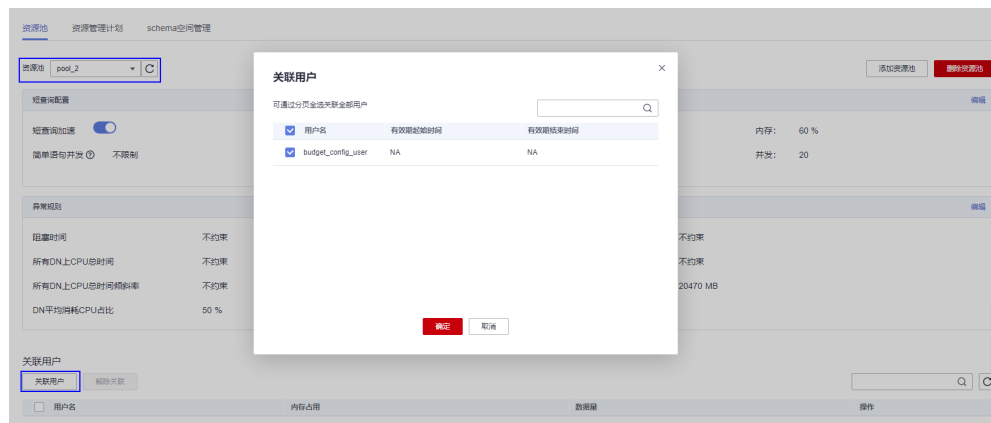 资源池 资源管理计划 schema空间管理
资源池 pool_2
添加资源池 删除资源池
关联用户
短查询配置 编辑
可通过分页全选关联全部用户
短查询加速
用户名 有效期起始时间 有效期结束时间
内存: 60 %
budget_config_user NA NA
简单语句并发 ? 不限制
并发: 20
异常规则 编辑
阻塞时间 不约束 不约束
所有DN上CPU总时间 不约束 不约束
所有DN上CPU总时间倾斜率 不约束 20470 MB
DN平均消耗CPU占比 50 %
确定 取消
关联用户
关联用户 解除关联
用户名 内存占用 数据量 操作